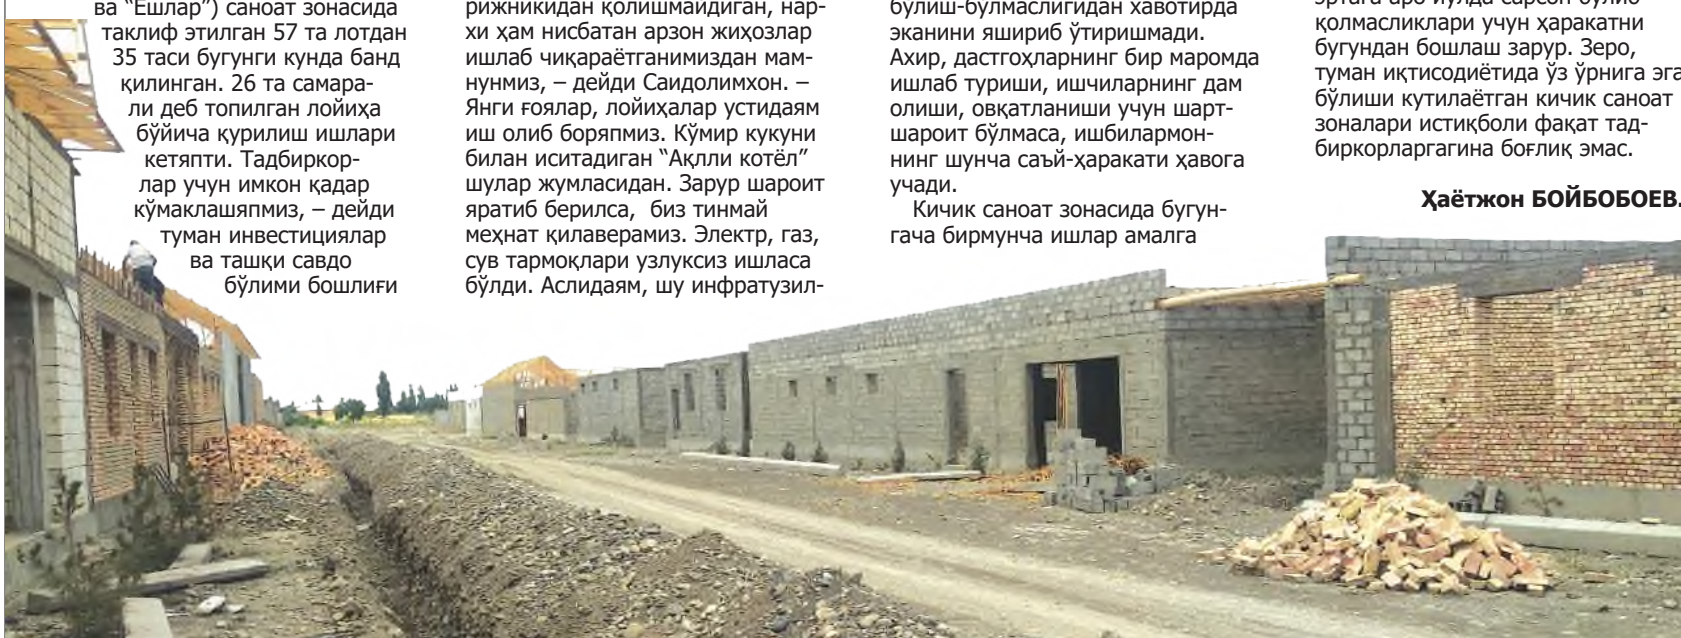 ва “Ёшлар”) саноат зонасида
таклиф этилган 57 та лотдан
35 таси бугунги кунда банд
қилинган. 26 та самара-
ли деб топилган лойиҳа
бўйича қурилиш ишлари
кетяпти. Тадбиркор-
лар учун имкон қадар
кўмаклашяпмиз, – дейди
туман инвестициялар
ва ташқи савдо
бўлими бошлиғи
рижникидан қолишмайдиган, нар-
хи ҳам нисбатан арзон жиҳозлар
ишлаб чиқараётганимиздан мам-
нунмиз, – дейди Саидолимхон. –
Янги ғоялар, лойиҳалар устидаям
иш олиб боряпмиз. Кўмир кукуни
билан иситадиган “Ақлли котёл”
шулар жумласидан. Зарур шароит
яратиб берилса, биз тинмай
меҳнат қилаверамиз. Электр, газ,
сув тармоқлари узлуксиз ишласа
бўлди. Аслидаям, шу инфратузил-
бўлиш-бўлмаслигидан хавотирда
эканини яшириб ўтиришмади.
Ахир, дастгоҳларнинг бир маромда
ишлаб туриши, ишчиларнинг дам
олиши, овқатланиши учун шарт-
шароит бўлмаса, ишбилармон-
нинг шунча саъй-ҳаракати ҳавога
учади.
Кичик саноат зонасида бугун-
гача бирмунча ишлар амалга
эртага аро йўлда сарсон бўлиб
қолмасликлари учун ҳаракатни
бугундан бошлаш зарур. Зеро,
туман иқтисодиётида ўз ўрнига эга
бўлиши кутилаётган кичик саноат
зоналари истиқболи фақат тад-
биркорларгагина боғлиқ эмас.
Ҳаётжон БОЙБОБОЕВ.